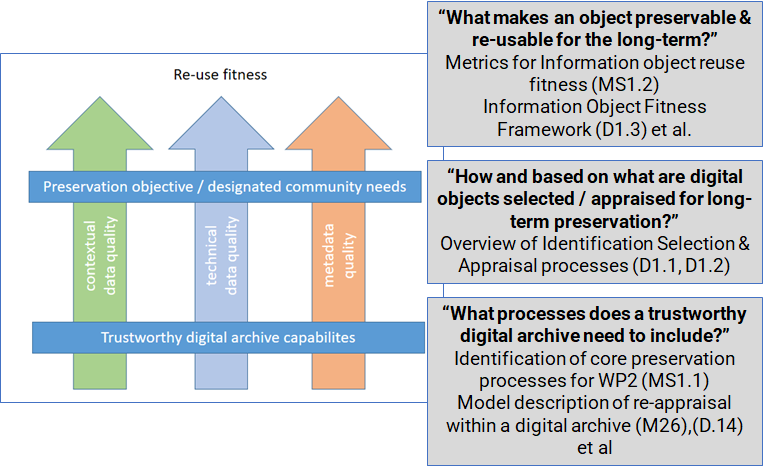 Re-use fitness
Preservation objective / designated community needs
contextual
data quality
technical
data quality
metadata
quality
Trustworthy digital archive capabilites
“What makes an object preservable &
re-usable for the long-term?”
Metrics for Information object reuse
fitness (MS1.2)
Information Object Fitness
Framework (D1.3) et al.
“How and based on what are digital
objects selected / appraised for long-
term preservation?”
Overview of Identification Selection &
Appraisal processes (D1.1, D1.2)
“What processes does a trustworthy
digital archive need to include?”
Identification of core preservation
processes for WP2 (MS1.1)
Model description of re-appraisal
within a digital archive (M26),(D.14)
et al